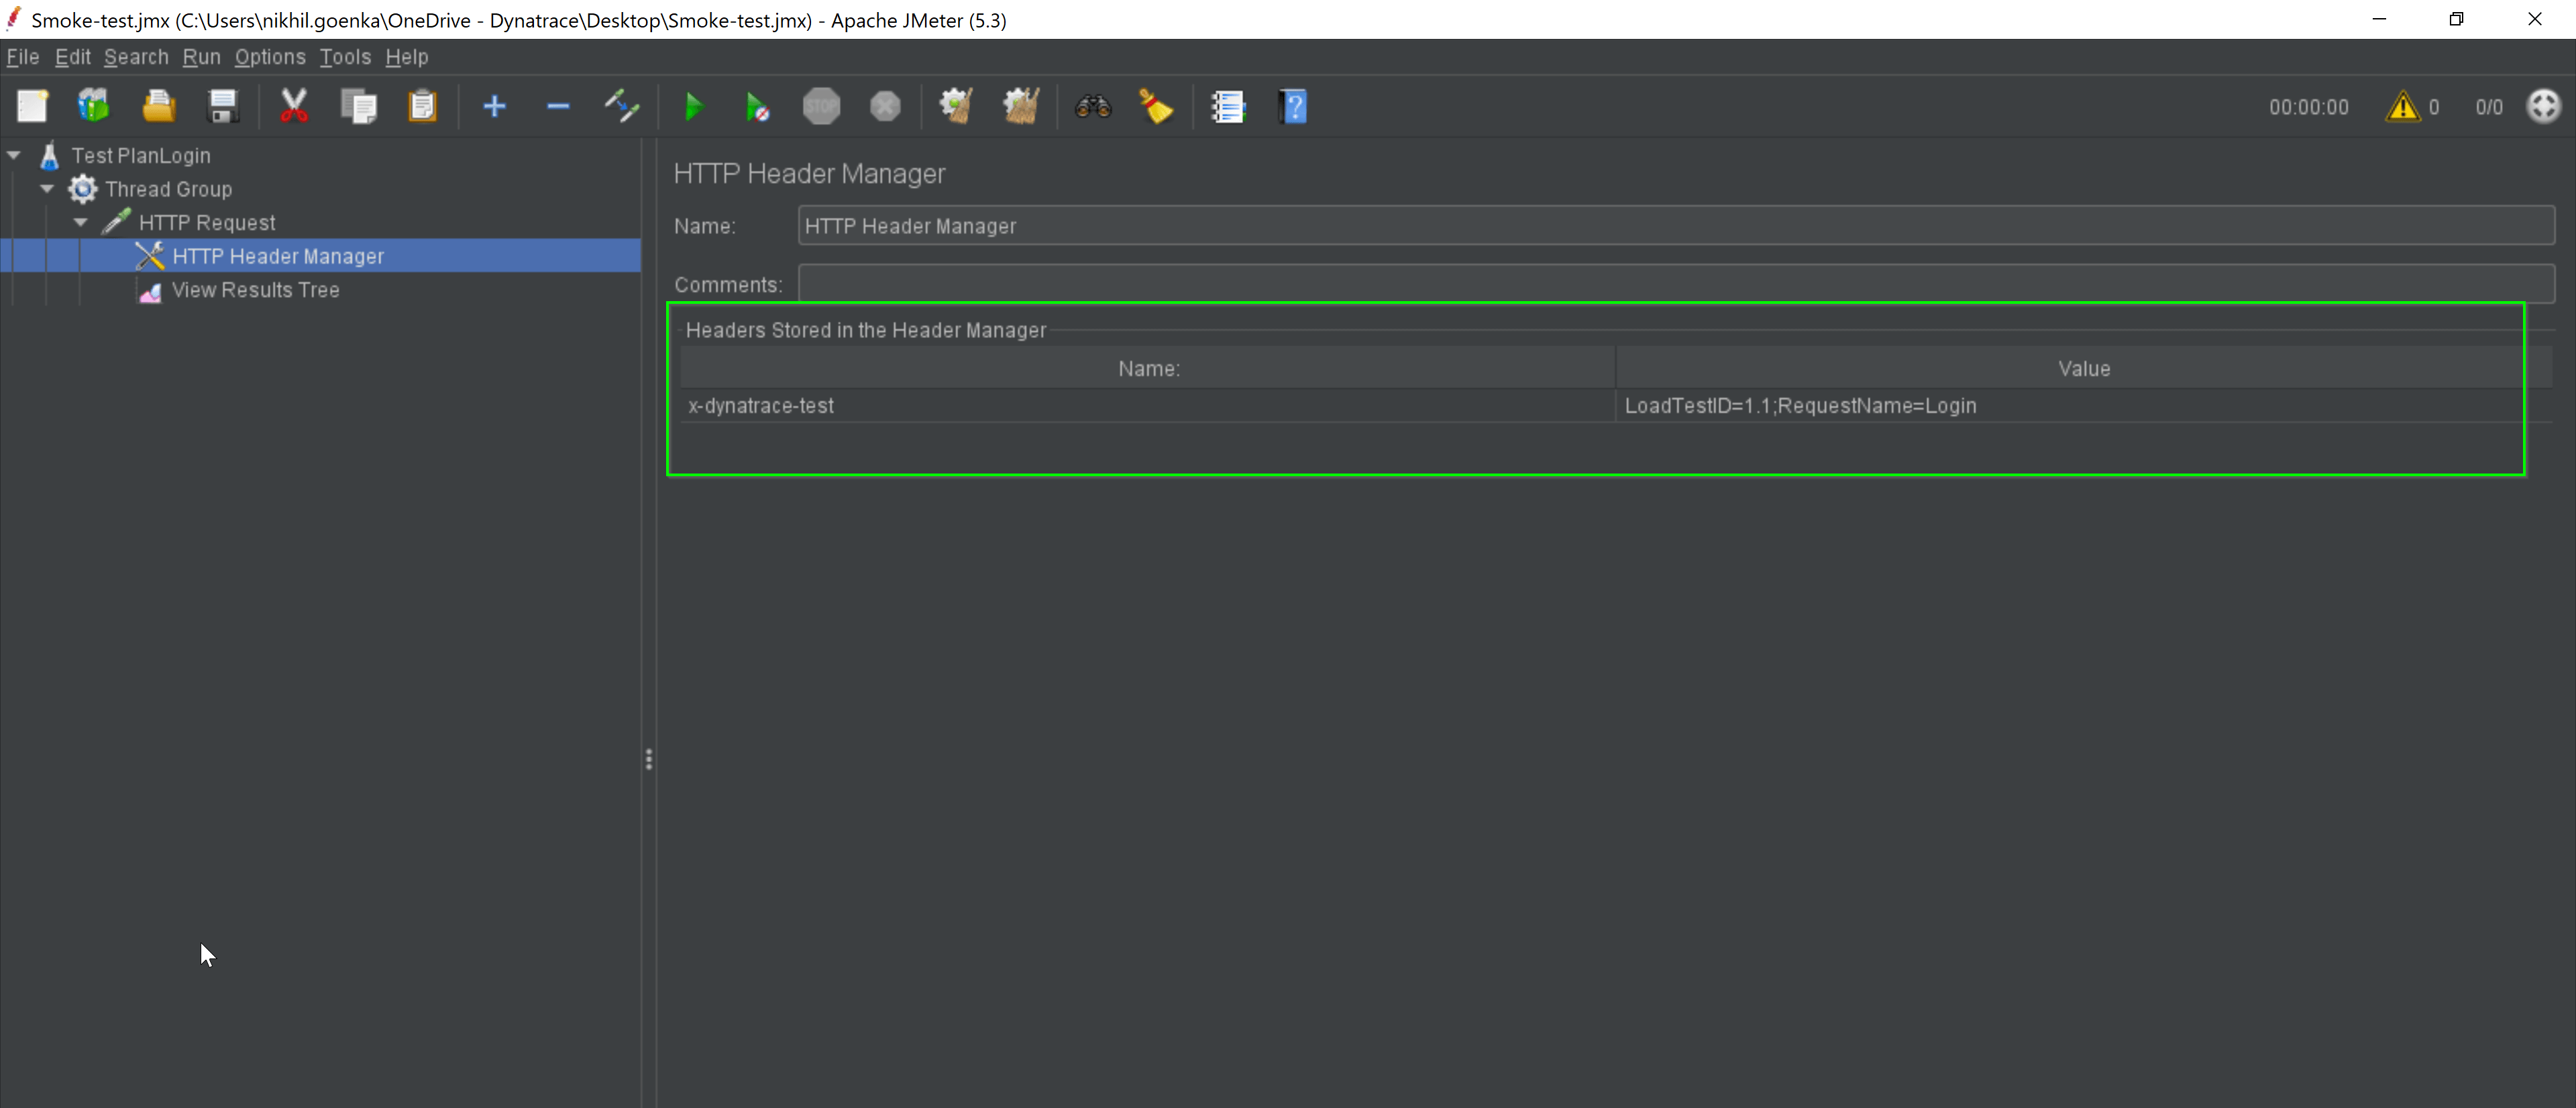 Smoke-test.jmx (C:\Users\nikhil.goenka\OneDrive - Dynatrace\Desktop\Smoke-test.jmx) - Apache JMeter (5.3)
File Edit Search Run Options Tools Help
STOP
?
00:00:00 0 0/0
Test PlanLogin
Thread Group
HTTP Request
HTTP Header Manager
View Results Tree
HTTP Header Manager
Name: HTTP Header Manager
Comments:
Headers Stored in the Header Manager
Name: Value
x-dynatrace-test LoadTestID=1.1;RequestName=Login